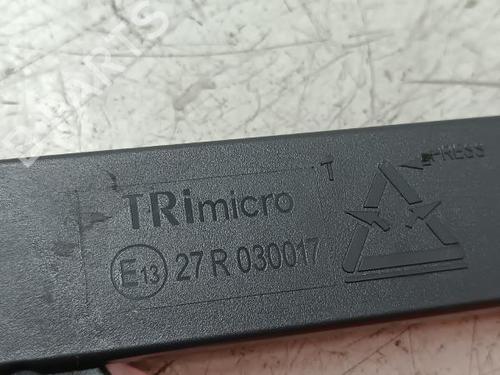 TRimicro
T
PRESS
E13 27 R 030017